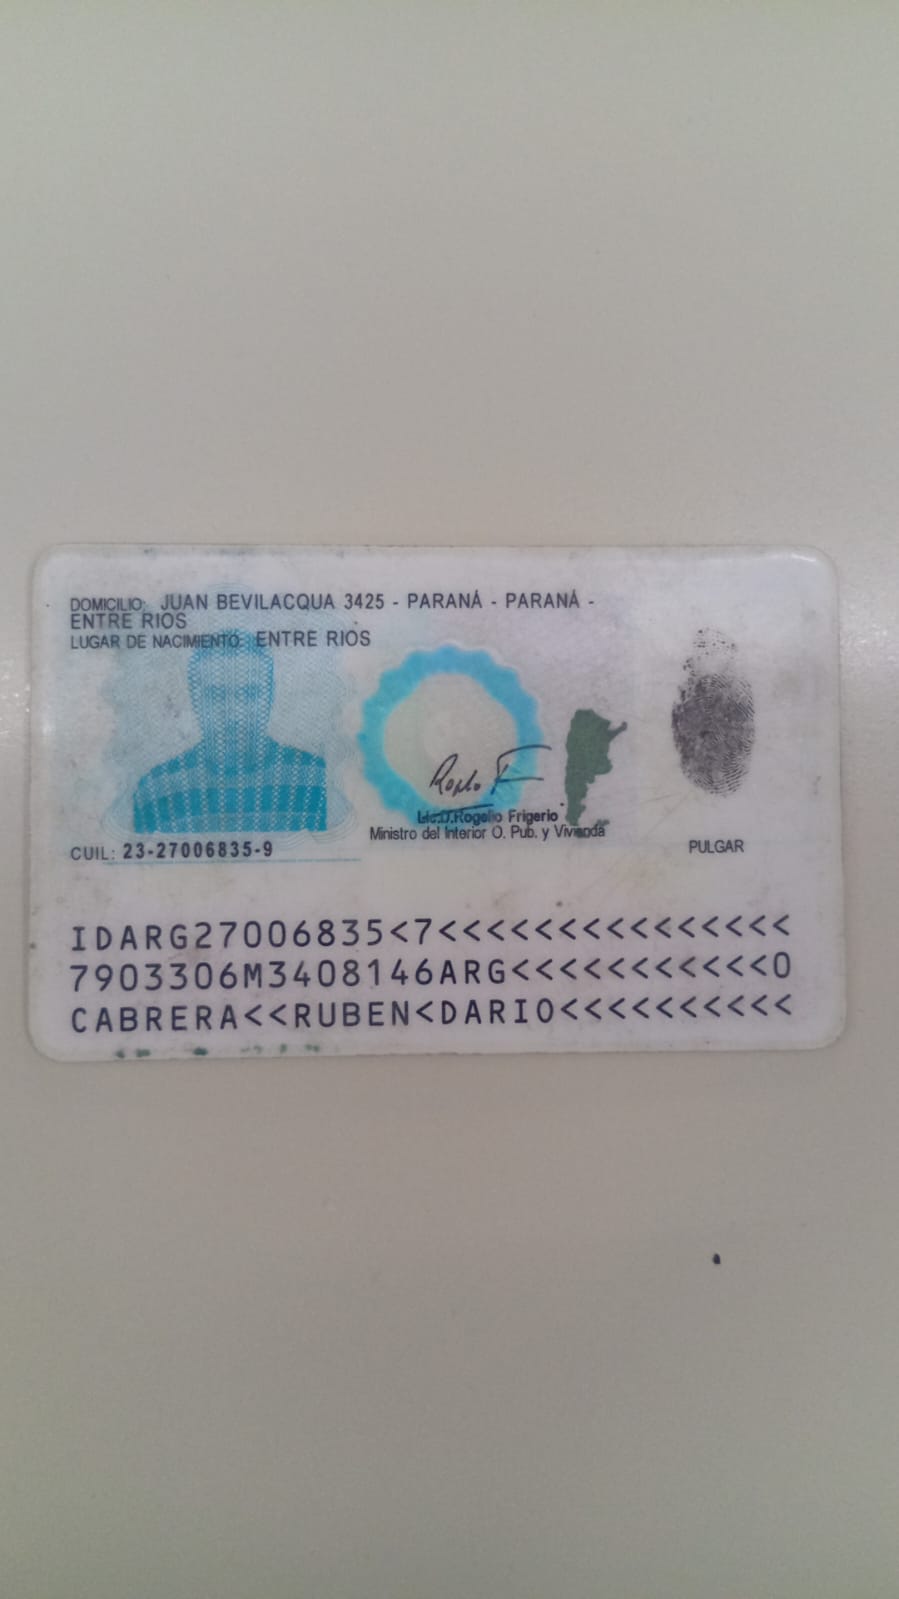 DOMICILIO: JUAN BEVILACQUA 3425 - PARANÁ - PARANÁ -
ENTRE RIOS
LUGAR DE NACIMIENTO: ENTRE RIOS
Lic.D.Rogelio Frigerio
Ministro del Interior O. Pub. y Vivienda
CUIL: 23-27006835-9
PULGAR
IDARG27006835<7<<<<<<<<<<<<<<<
7903306M3408146ARG<<<<<<<<<<<0
CABRERA<<RUBEN<DARIO<<<<<<<<<<